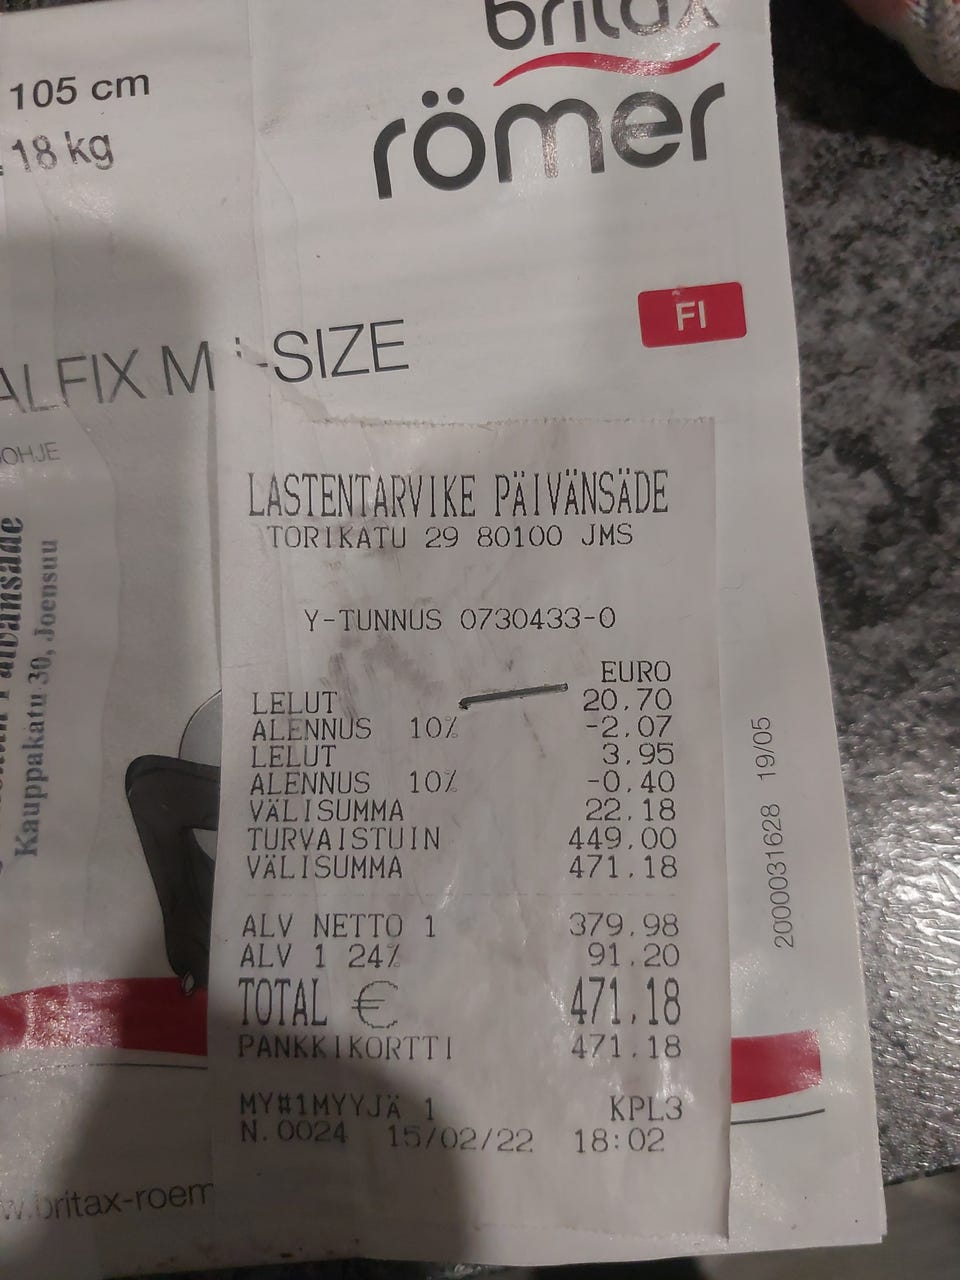 britax
römer
105 cm
18 kg
FI
ALFIX M i-SIZE
OHJE
Kauppakatu 30, Joensuu
LASTENTARVIKE PÄIVÄNSÄDE
TORIKATU 29 80100 JMS
Y-TUNNUS 0730433-0
EURO
LELUT 20,70
ALENNUS 10% -2,07
LELUT 3,95
ALENNUS 10% -0,40
VÄLISUMMA 22,18
TURVAISTUIN 449,00
VÄLISUMMA 471,18
ALV NETTO 1 379,98
ALV 1 24% 91,20
TOTAL € 471,18
PANKKIKORTTI 471,18
MY#1MYYJÄ 1 KPL3
N. 0024 15/02/22 18:02
2000031628 19/05
w.britax-roem